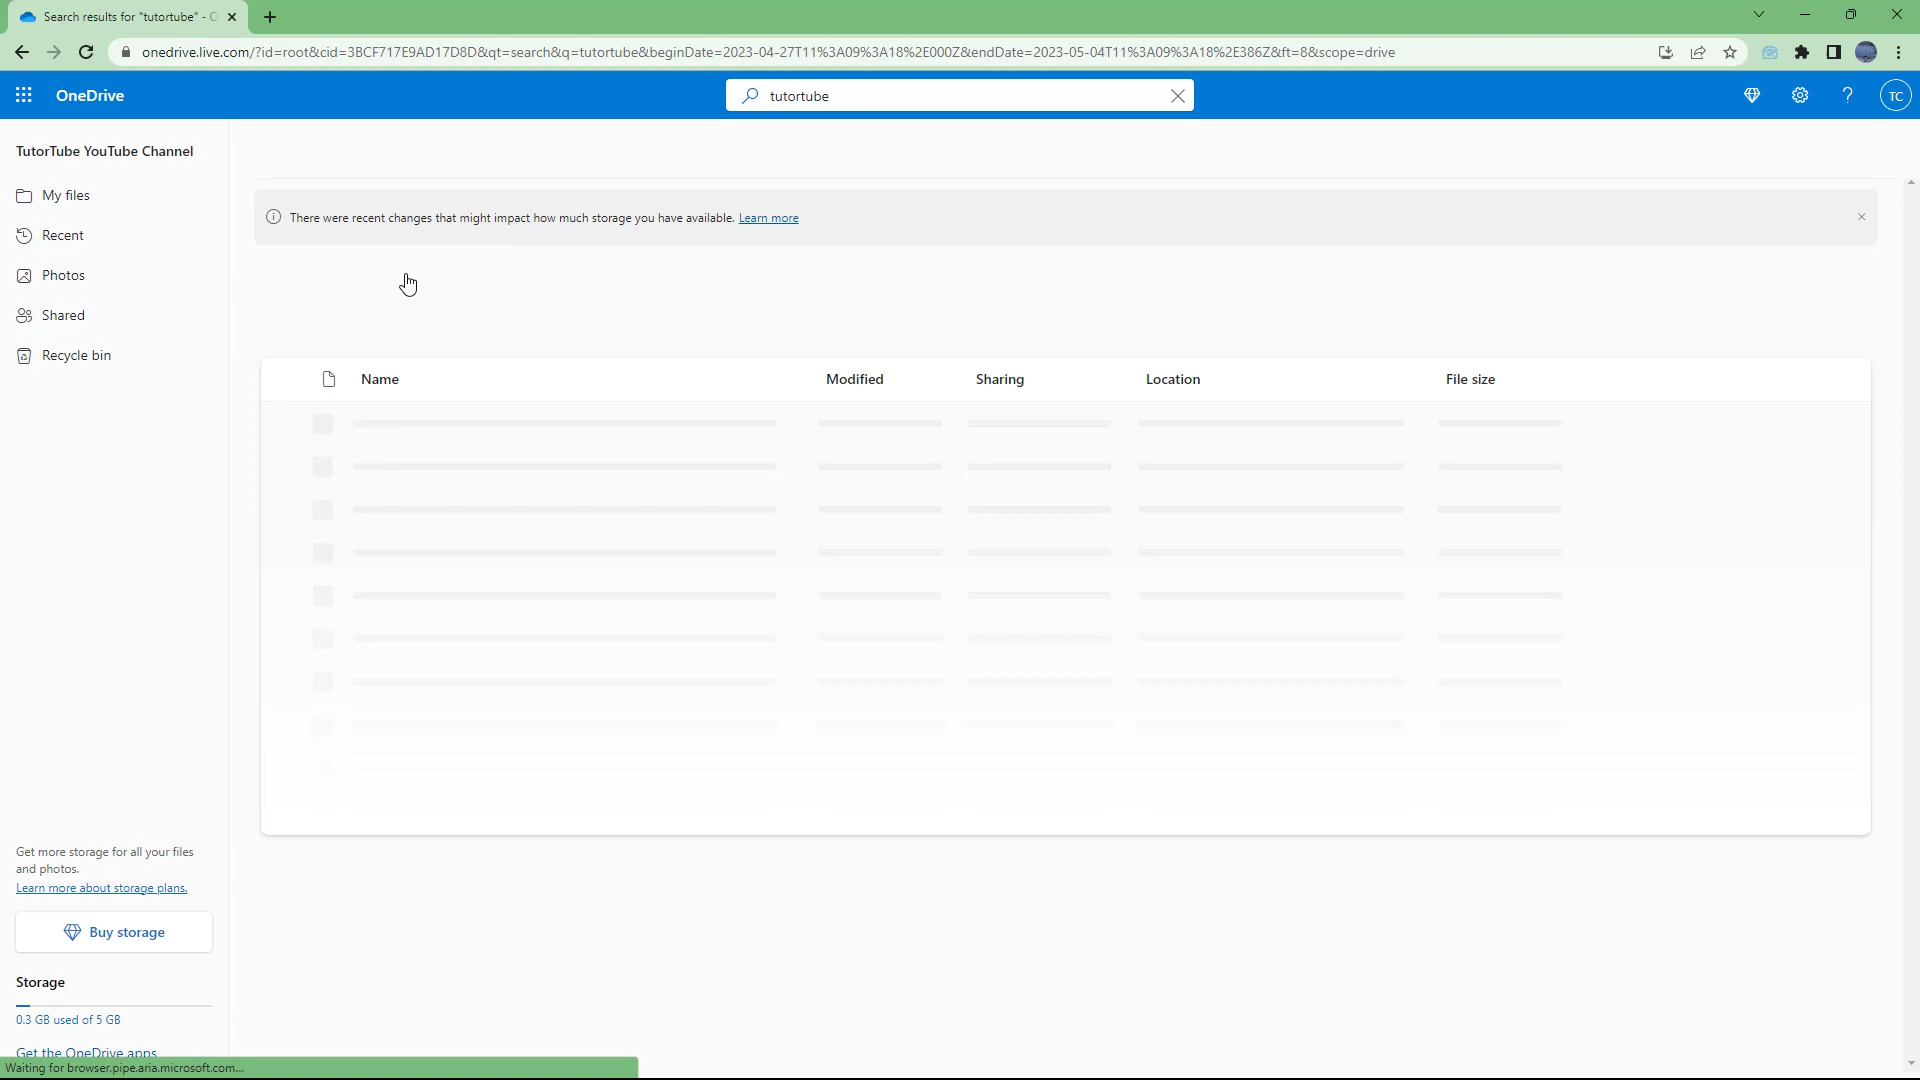 Search results for "tutortube" - O
onedrive.live.com/?id=root&cid=3BCF717E9AD17D8D&qt=search&q=tutortube&beginDate=2023-04-27T11%3A09%3A18%2E000Z&endDate=2023-05-04T11%3A09%3A18%2E386Z&ft=8&scope=drive
OneDrive
tutortube
?
TC
TutorTube YouTube Channel
My files
Recent
Photos
Shared
Recycle bin
There were recent changes that might impact how much storage you have available. Learn more
Name Modified Sharing Location File size
Get more storage for all your files
and photos.
Learn more about storage plans.
Buy storage
Storage
0.3 GB used of 5 GB
Get the OneDrive apps
Waiting for browser.pipe.aria.microsoft.com...